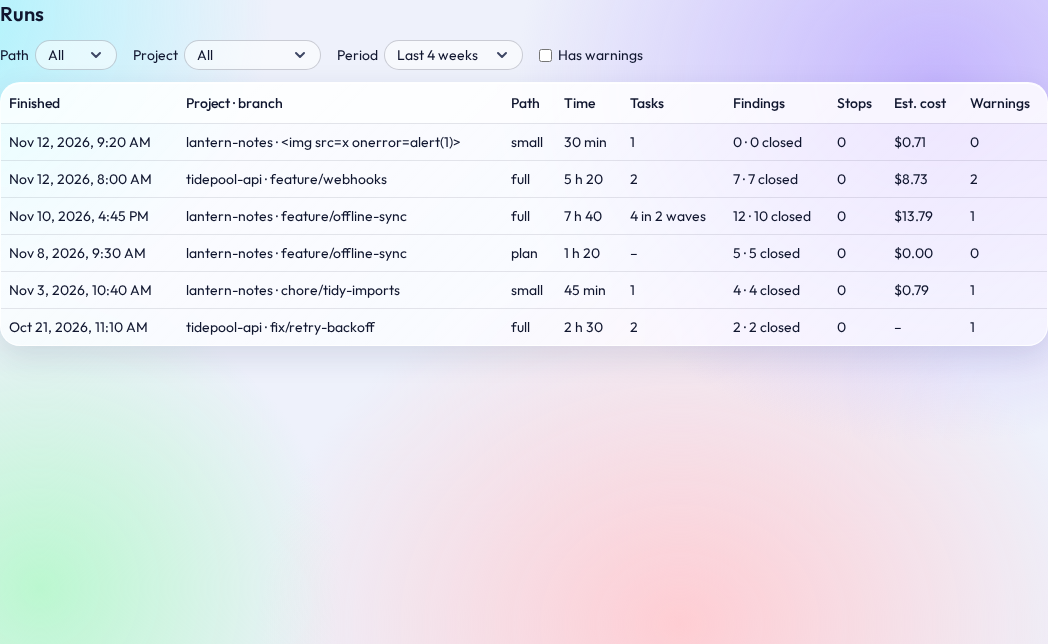 Runs
Path All Project All Period Last 4 weeks Has warnings
Finished Project · branch Path Time Tasks Findings Stops Est. cost Warnings
Nov 12, 2026, 9:20 AM lantern-notes · <img src=x onerror=alert(1)> small 30 min 1 0 · 0 closed 0 $0.71 0
Nov 12, 2026, 8:00 AM tidepool-api · feature/webhooks full 5 h 20 2 7 · 7 closed 0 $8.73 2
Nov 10, 2026, 4:45 PM lantern-notes · feature/offline-sync full 7 h 40 4 in 2 waves 12 · 10 closed 0 $13.79 1
Nov 8, 2026, 9:30 AM lantern-notes · feature/offline-sync plan 1 h 20 – 5 · 5 closed 0 $0.00 0
Nov 3, 2026, 10:40 AM lantern-notes · chore/tidy-imports small 45 min 1 4 · 4 closed 0 $0.79 1
Oct 21, 2026, 11:10 AM tidepool-api · fix/retry-backoff full 2 h 30 2 2 · 2 closed 0 – 1